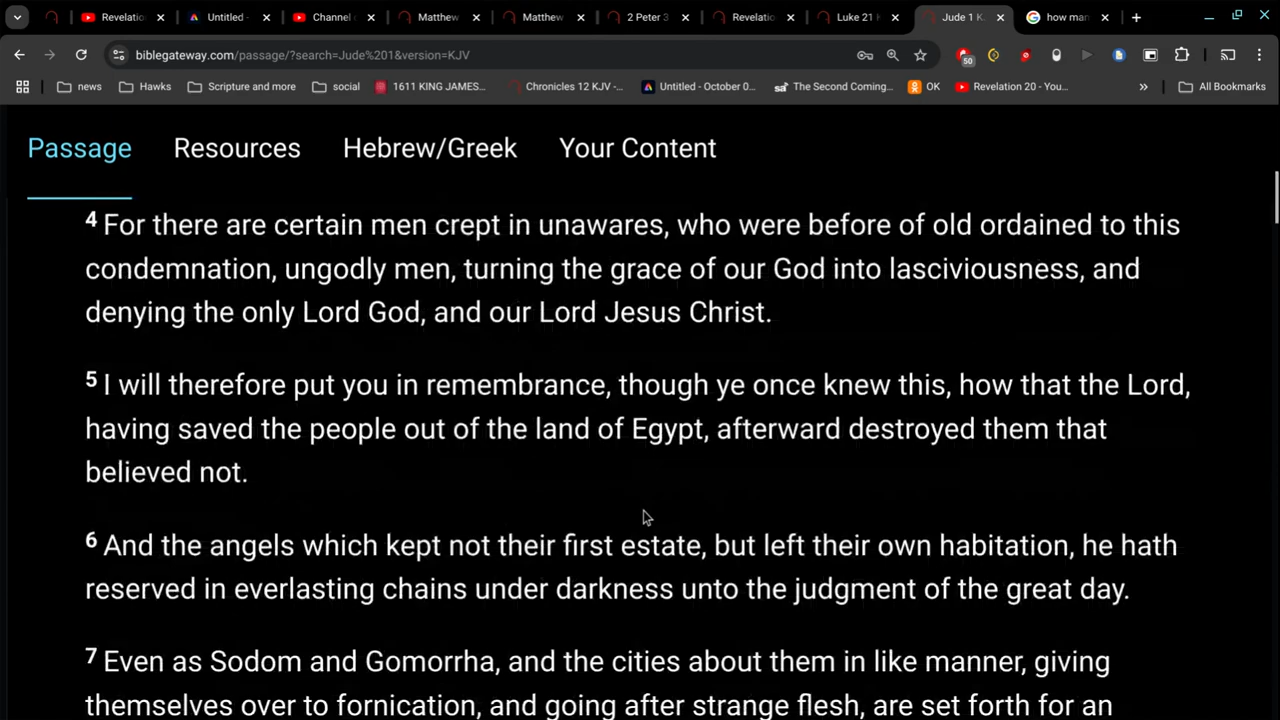 Revelatio
Untitled -
Channel c
Matthew
Matthew
2 Peter 3
Revelatio
Luke 21 K
Jude 1 K
how man
biblegateway.com/passage/?search=Jude%201&version=KJV
50
news
Hawks
Scripture and more
social
1611 KING JAMES...
Chronicles 12 KJV -...
Untitled - October 0...
sa The Second Coming...
OK
Revelation 20 - You...
»
All Bookmarks
Passage
Resources
Hebrew/Greek
Your Content
4 For there are certain men crept in unawares, who were before of old ordained to this
condemnation, ungodly men, turning the grace of our God into lasciviousness, and
denying the only Lord God, and our Lord Jesus Christ.
5 I will therefore put you in remembrance, though ye once knew this, how that the Lord,
having saved the people out of the land of Egypt, afterward destroyed them that
believed not.
6 And the angels which kept not their first estate, but left their own habitation, he hath
reserved in everlasting chains under darkness unto the judgment of the great day.
7 Even as Sodom and Gomorrha, and the cities about them in like manner, giving
themselves over to fornication, and going after strange flesh, are set forth for an